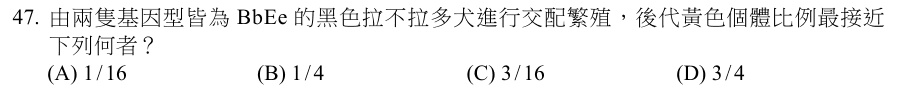 47. 由兩隻基因型皆為 BbEe 的黑色拉不拉多犬進行交配繁殖，後代黃色個體比例最接近
下列何者？
(A) 1/16 (B) 1/4 (C) 3/16 (D) 3/4